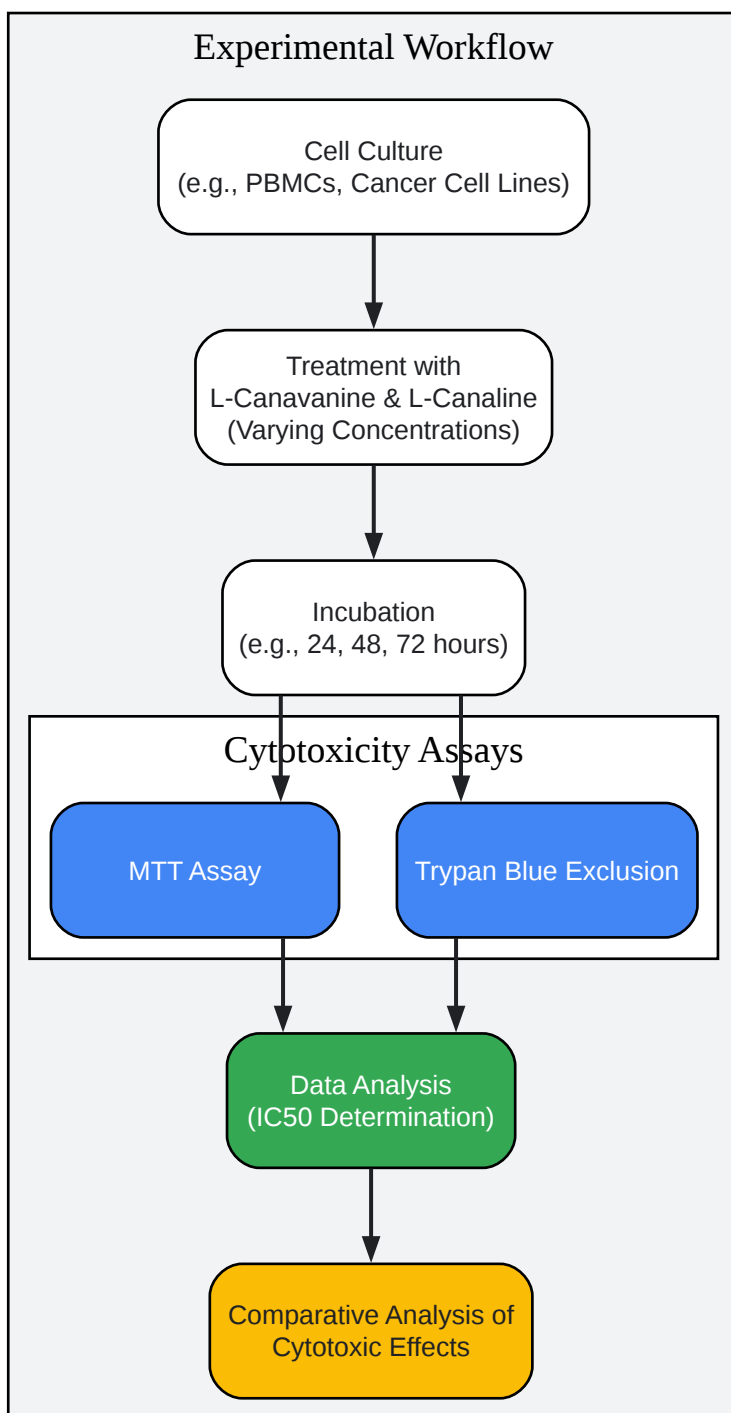 Experimental Workflow
Cell Culture
(e.g., PBMCs, Cancer Cell Lines)
Treatment with
L-Canavanine & L-Canaline
(Varying Concentrations)
Incubation
(e.g., 24, 48, 72 hours)
Cytotoxicity Assays
MTT Assay
Trypan Blue Exclusion
Data Analysis
(IC50 Determination)
Comparative Analysis of
Cytotoxic Effects